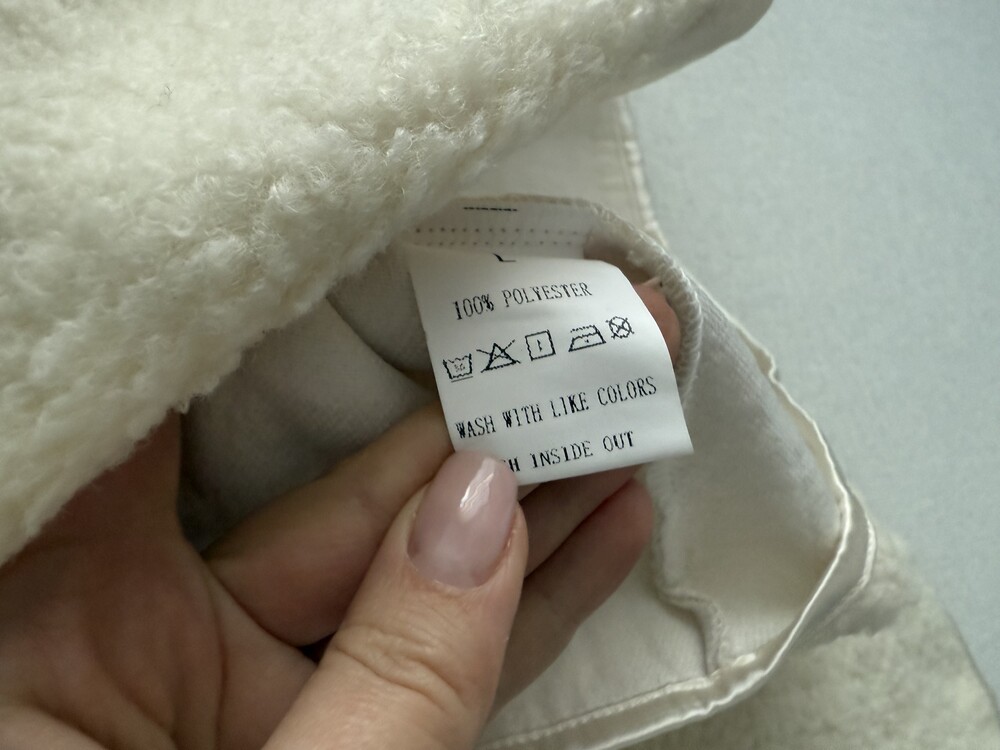 L
100% POLYESTER
WASH WITH LIKE COLORS
INSIDE OUT